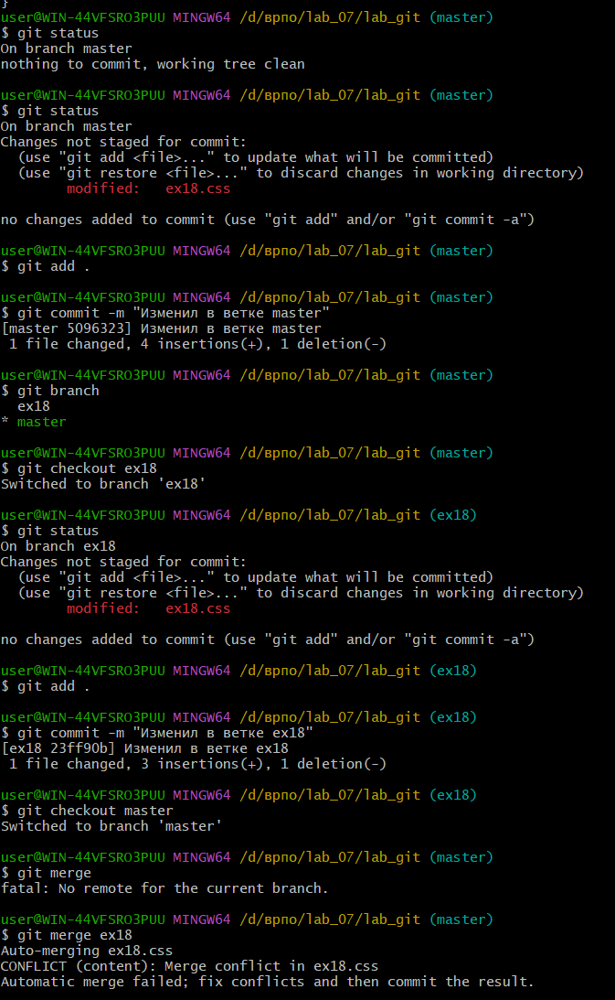 }
user@WIN-44VFSRO3PUU MINGW64 /d/врпо/lab_07/lab_git (master)
$ git status
On branch master
nothing to commit, working tree clean

user@WIN-44VFSRO3PUU MINGW64 /d/врпо/lab_07/lab_git (master)
$ git status
On branch master
Changes not staged for commit:
  (use "git add <file>..." to update what will be committed)
  (use "git restore <file>..." to discard changes in working directory)
        modified:   ex18.css

no changes added to commit (use "git add" and/or "git commit -a")

user@WIN-44VFSRO3PUU MINGW64 /d/врпо/lab_07/lab_git (master)
$ git add .

user@WIN-44VFSRO3PUU MINGW64 /d/врпо/lab_07/lab_git (master)
$ git commit -m "Изменил в ветке master"
[master 5096323] Изменил в ветке master
 1 file changed, 4 insertions(+), 1 deletion(-)

user@WIN-44VFSRO3PUU MINGW64 /d/врпо/lab_07/lab_git (master)
$ git branch
  ex18
* master

user@WIN-44VFSRO3PUU MINGW64 /d/врпо/lab_07/lab_git (master)
$ git checkout ex18
Switched to branch 'ex18'

user@WIN-44VFSRO3PUU MINGW64 /d/врпо/lab_07/lab_git (ex18)
$ git status
On branch ex18
Changes not staged for commit:
  (use "git add <file>..." to update what will be committed)
  (use "git restore <file>..." to discard changes in working directory)
        modified:   ex18.css

no changes added to commit (use "git add" and/or "git commit -a")

user@WIN-44VFSRO3PUU MINGW64 /d/врпо/lab_07/lab_git (ex18)
$ git add .

user@WIN-44VFSRO3PUU MINGW64 /d/врпо/lab_07/lab_git (ex18)
$ git commit -m "Изменил в ветке ex18"
[ex18 23ff90b] Изменил в ветке ex18
 1 file changed, 3 insertions(+), 1 deletion(-)

user@WIN-44VFSRO3PUU MINGW64 /d/врпо/lab_07/lab_git (ex18)
$ git checkout master
Switched to branch 'master'

user@WIN-44VFSRO3PUU MINGW64 /d/врпо/lab_07/lab_git (master)
$ git merge
fatal: No remote for the current branch.

user@WIN-44VFSRO3PUU MINGW64 /d/врпо/lab_07/lab_git (master)
$ git merge ex18
Auto-merging ex18.css
CONFLICT (content): Merge conflict in ex18.css
Automatic merge failed; fix conflicts and then commit the result.